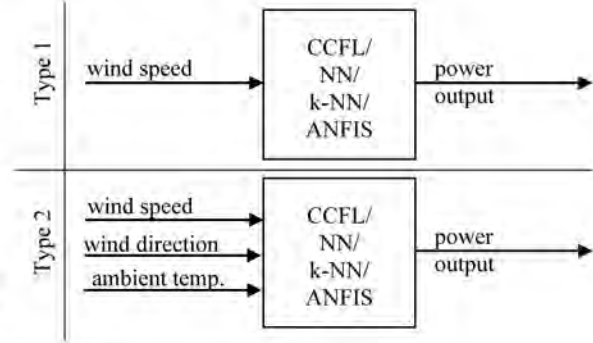 Type 1
wind speed
CCFL/
NN/
k-NN/
ANFIS
power
output
Type 2
wind speed
wind direction
ambient temp.
CCFL/
NN/
k-NN/
ANFIS
power
output